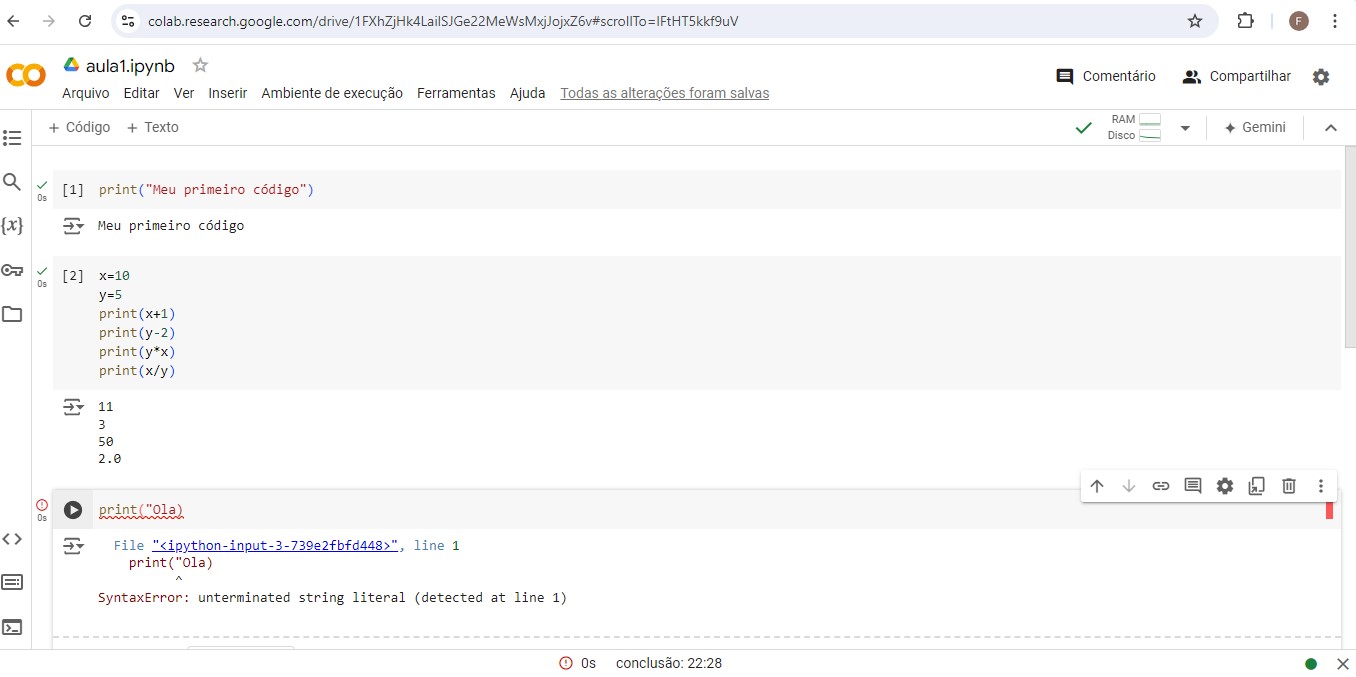 colab.research.google.com/drive/1FXhZjHk4LailSJGe22MeWsMxjJojxZ6v#scrollTo=lFtHT5kkf9uV
F
CO
aula1.ipynb
Comentário Compartilhar
Arquivo Editar Ver Inserir Ambiente de execução Ferramentas Ajuda Todas as alterações foram salvas
+ Código + Texto
RAM
Disco
Gemini
[1] print("Meu primeiro código")
0s
Meu primeiro código
{x}
[2] x=10
0s
y=5
print(x+1)
print(y-2)
print(y*x)
print(x/y)
11
3
50
2.0
print("Ola)
0s
File "<ipython-input-3-739e2fbfd448>", line 1
print("Ola)
^
SyntaxError: unterminated string literal (detected at line 1)
0s conclusão: 22:28